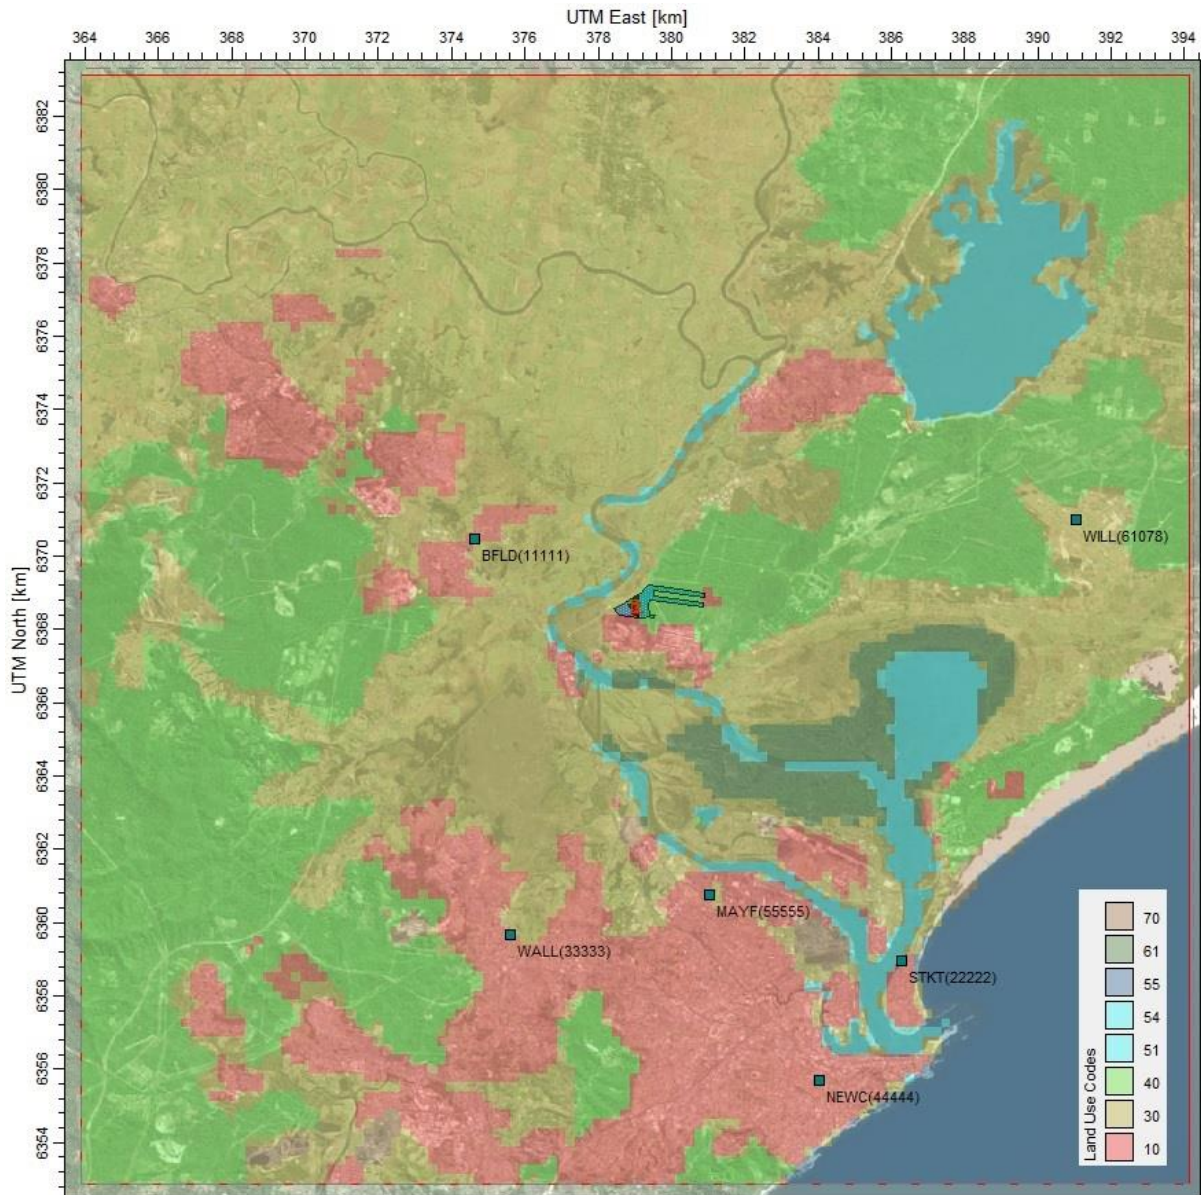 UTM East [km]
364 366 368 370 372 374 376 378 380 382 384 386 388 390 392 394
UTM North [km]
6382
6380
6378
6376
6374
6372
6370
6368
6366
6364
6362
6360
6358
6356
6354
WILL(61078)
BFLD(11111)
MAYF(55555)
WALL(33333)
STKT(22222)
NEWC(44444)
Land Use Codes
70
61
55
54
51
40
30
10